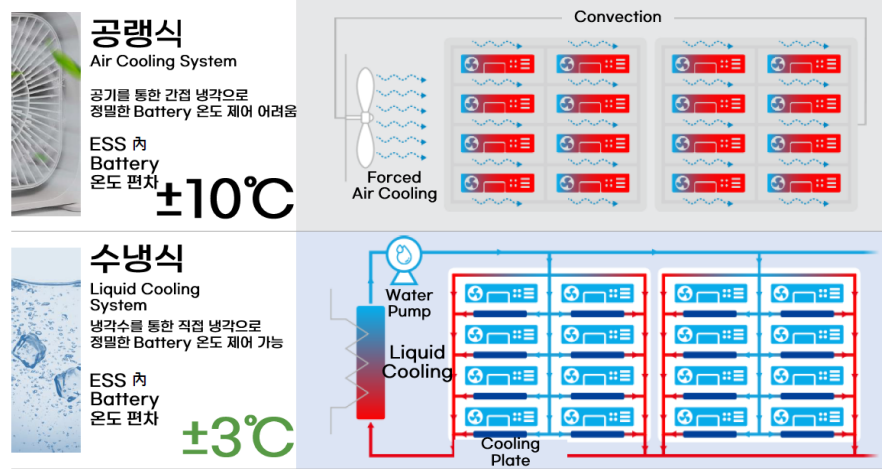 공랭식
Air Cooling System
공기를 통한 간접 냉각으로
정밀한 Battery 온도 제어 어려움
ESS 內
Battery
온도 편차
±10℃
Convection
Forced
Air Cooling
수냉식
Liquid Cooling
System
냉각수를 통한 직접 냉각으로
정밀한 Battery 온도 제어 가능
ESS 內
Battery
온도 편차
±3℃
Water
Pump
Liquid
Cooling
Cooling
Plate